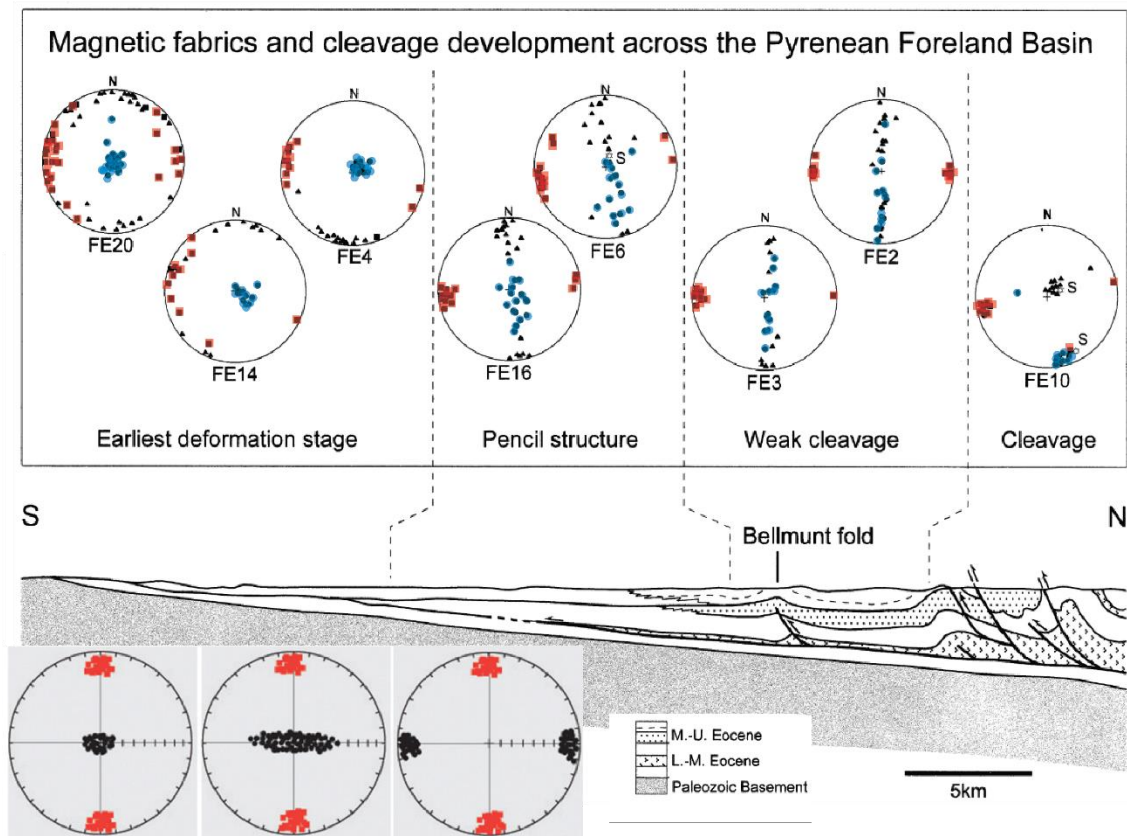 Magnetic fabrics and cleavage development across the Pyrenean Foreland Basin
N
N
N
N
FE20
FE4
S
FE6
FE2
N
N
N
N
FE14
FE16
FE3
S
S
FE10
Earliest deformation stage
Pencil structure
Weak cleavage
Cleavage
S
N
Bellmunt fold
M.-U. Eocene
L.-M. Eocene
Paleozoic Basement
5km